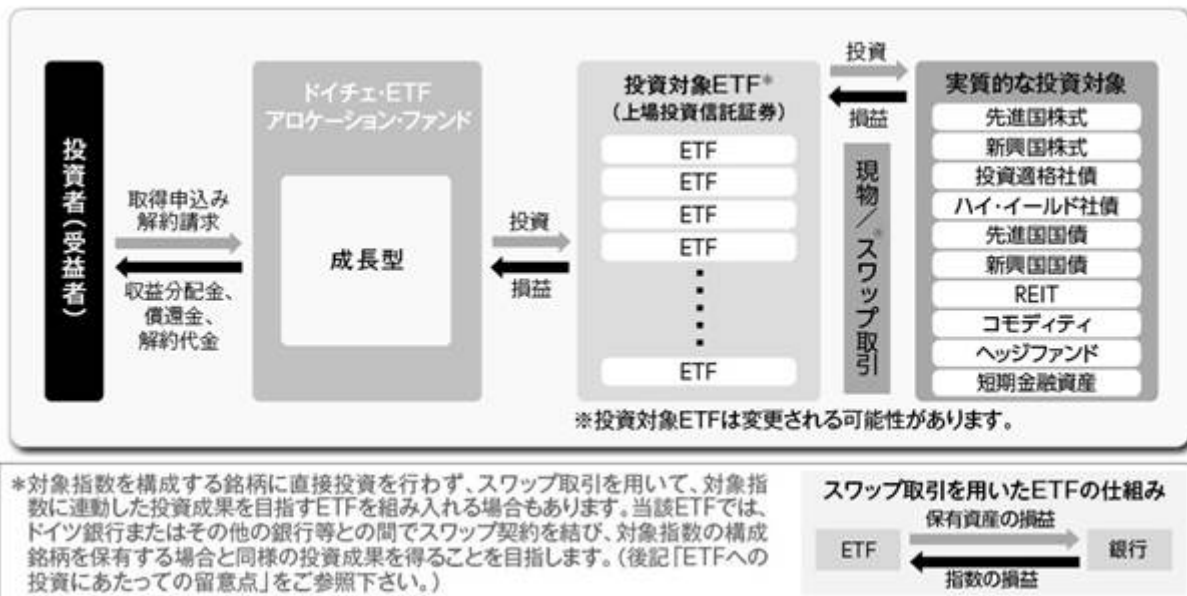 投資者(受益者)
取得申込み
解約請求
収益分配金、
償還金、
解約代金
ドイチェ・ETF
アロケーション・ファンド
成長型
投資
損益
投資対象ETF*
(上場投資信託証券)
ETF
ETF
ETF
ETF
ETF
投資
損益
現物/*スワップ取引
実質的な投資対象
先進国株式
新興国株式
投資適格社債
ハイ・イールド社債
先進国国債
新興国国債
REIT
コモディティ
ヘッジファンド
短期金融資産
※投資対象ETFは変更される可能性があります。
*対象指数を構成する銘柄に直接投資を行わず、スワップ取引を用いて、対象指
数に連動した投資成果を目指すETFを組み入れる場合もあります。当該ETFでは、
ドイツ銀行またはその他の銀行等との間でスワップ契約を結び、対象指数の構成
銘柄を保有する場合と同様の投資成果を得ることを目指します。(後記「ETFへの
投資にあたっての留意点」をご参照下さい。)
スワップ取引を用いたETFの仕組み
保有資産の損益
ETF
銀行
指数の損益